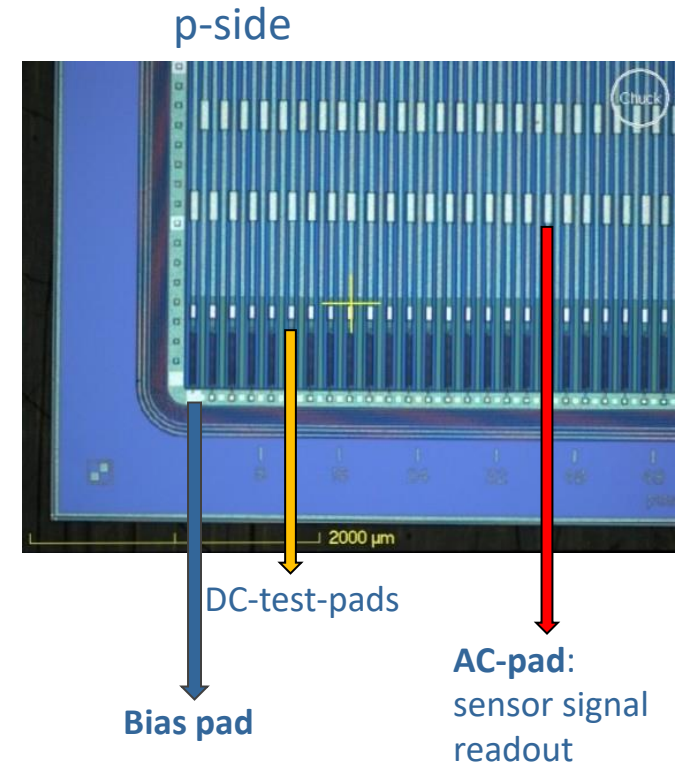 p-side
Chuck
2000 µm
DC-test-pads
AC-pad:
sensor signal
readout
Bias pad